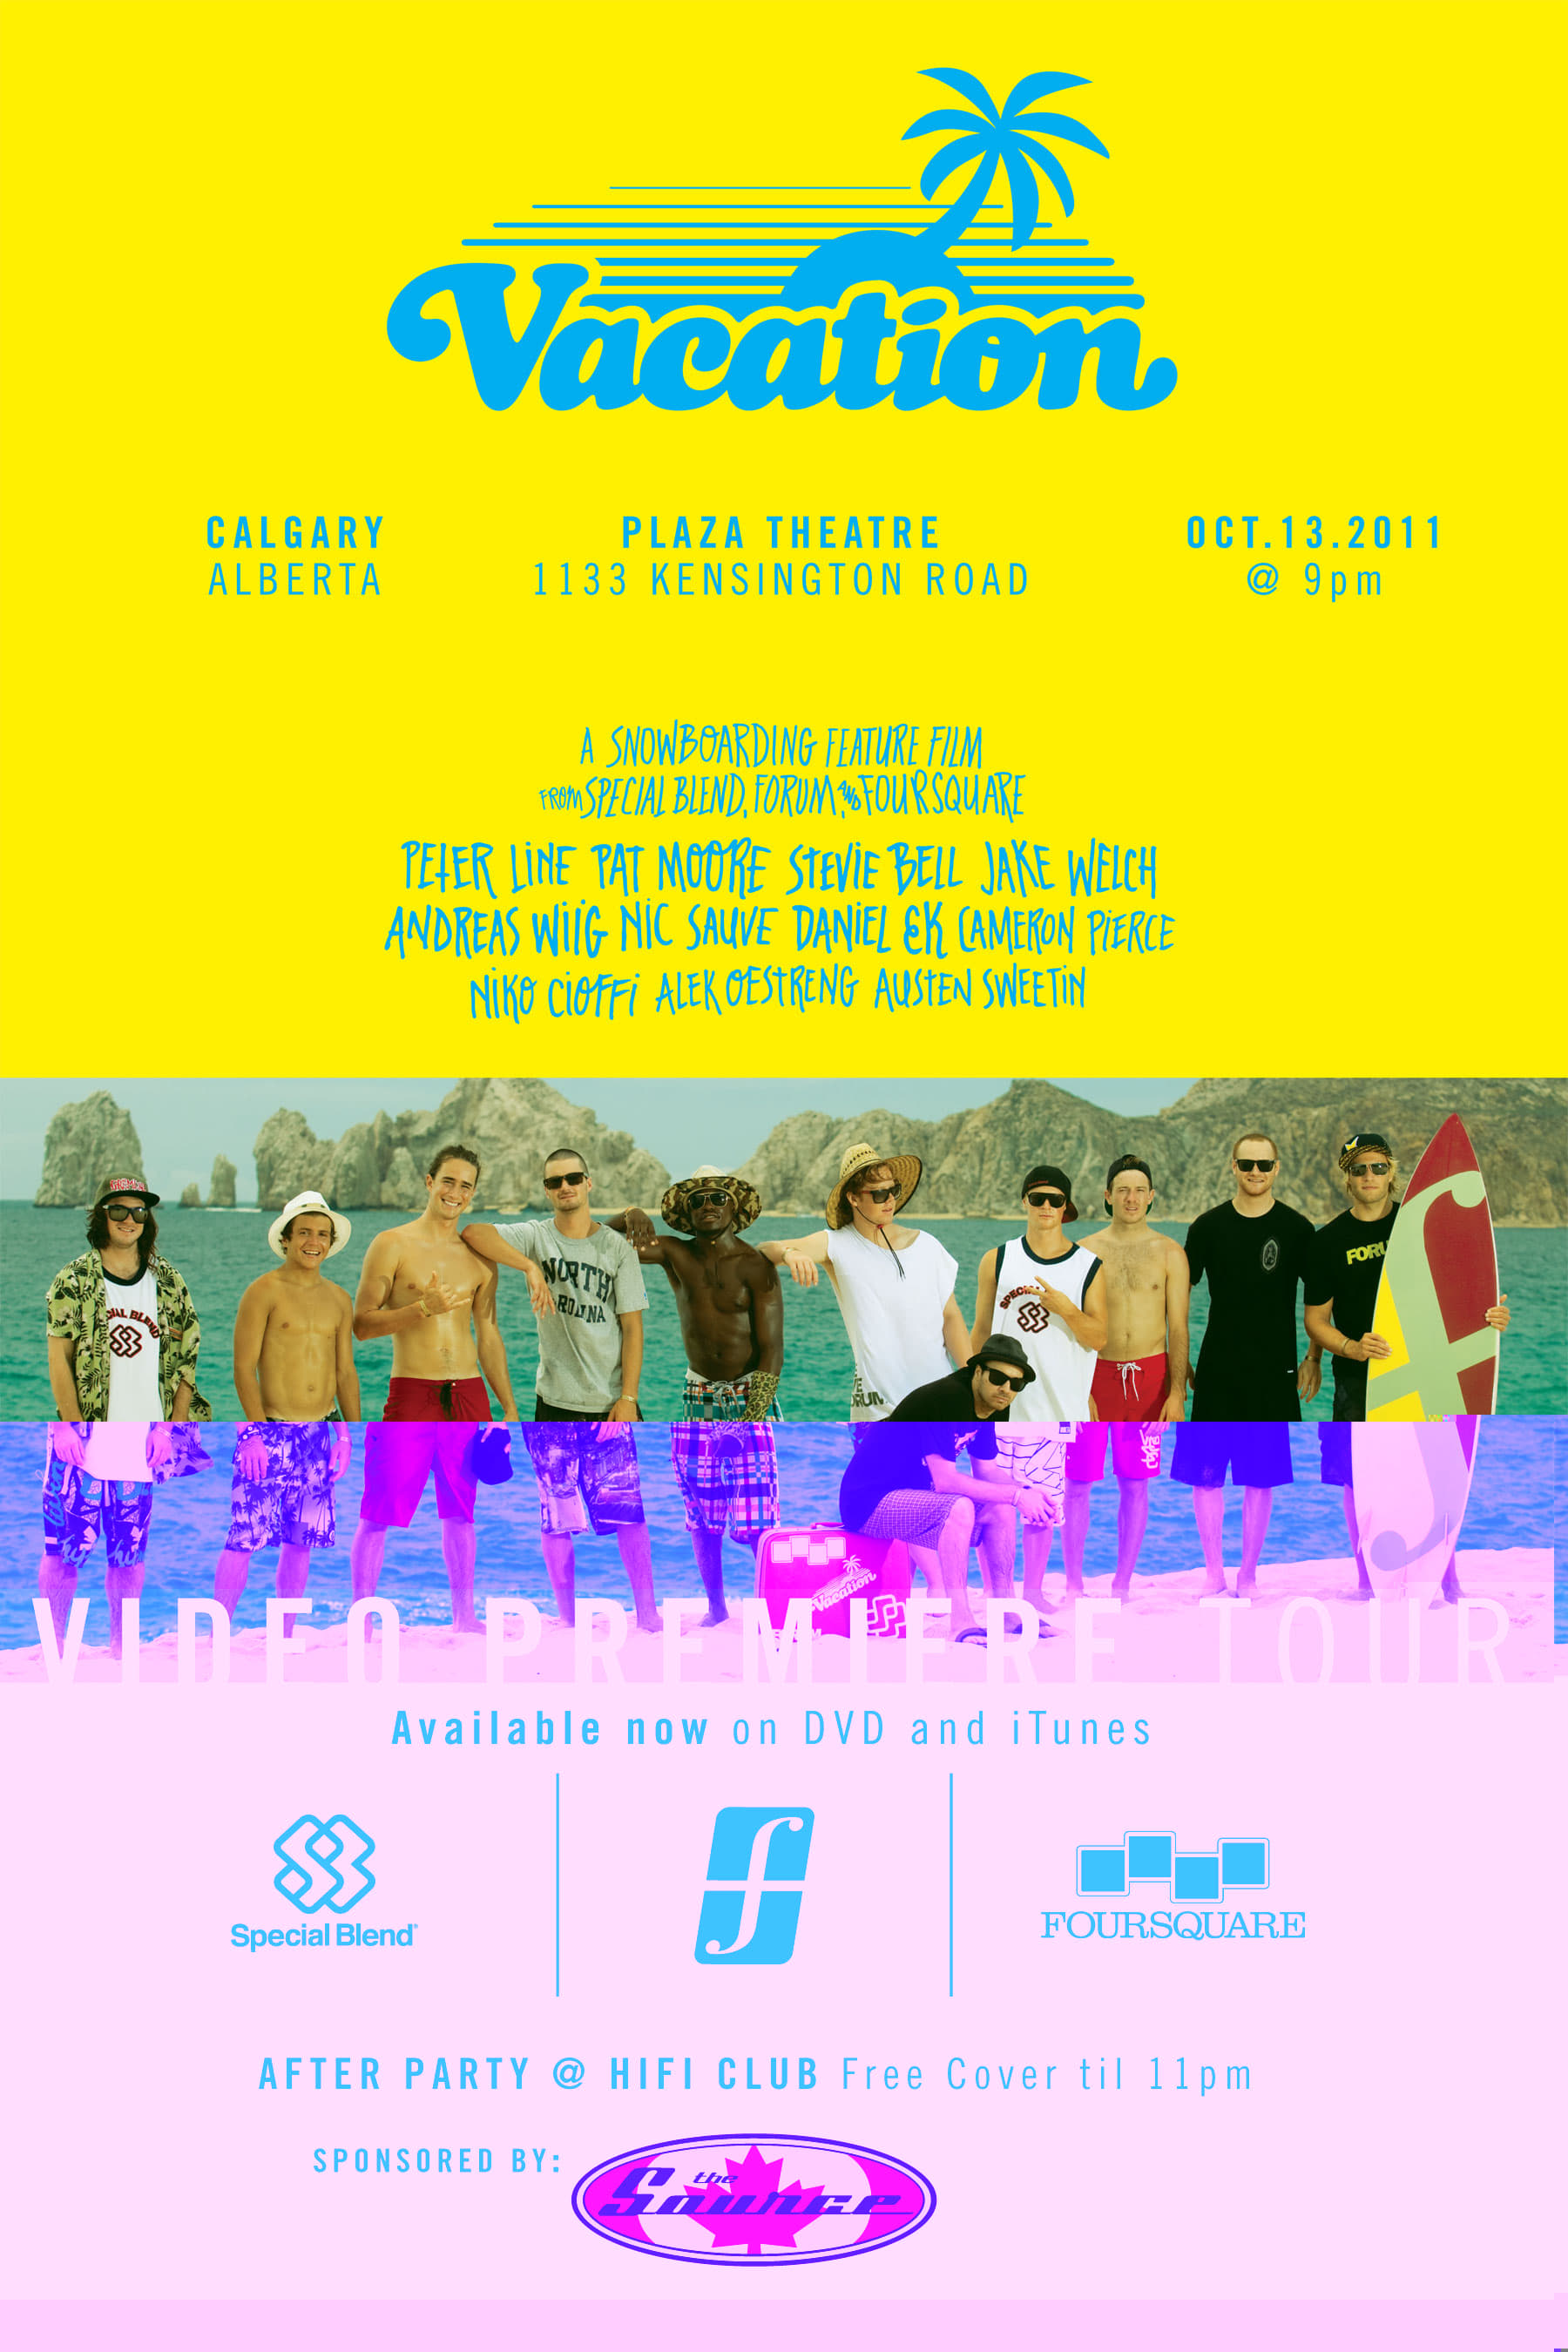 Vacation
CALGARY
ALBERTA
PLAZA THEATRE
1133 KENSINGTON ROAD
OCT.13.2011
@ 9pm
A SNOWBOARDING FEATURE FILM
FROM SPECIAL BLEND, FORUM, AND FOURSQUARE
PETER LINE PAT MOORE STEVIE BELL JAKE WELCH
ANDREAS WIIG NIC SAUVE DANIEL EK CAMERON PIERCE
NIKO CIOFFI ALEK OESTRENG AUSTEN SWEETIN
NORTH
FORU
VIDEO PREMIERE TOUR
Available now on DVD and iTunes
Special Blend
f
FOURSQUARE
AFTER PARTY @ HIFI CLUB Free Cover til 11pm
SPONSORED BY:
the Source